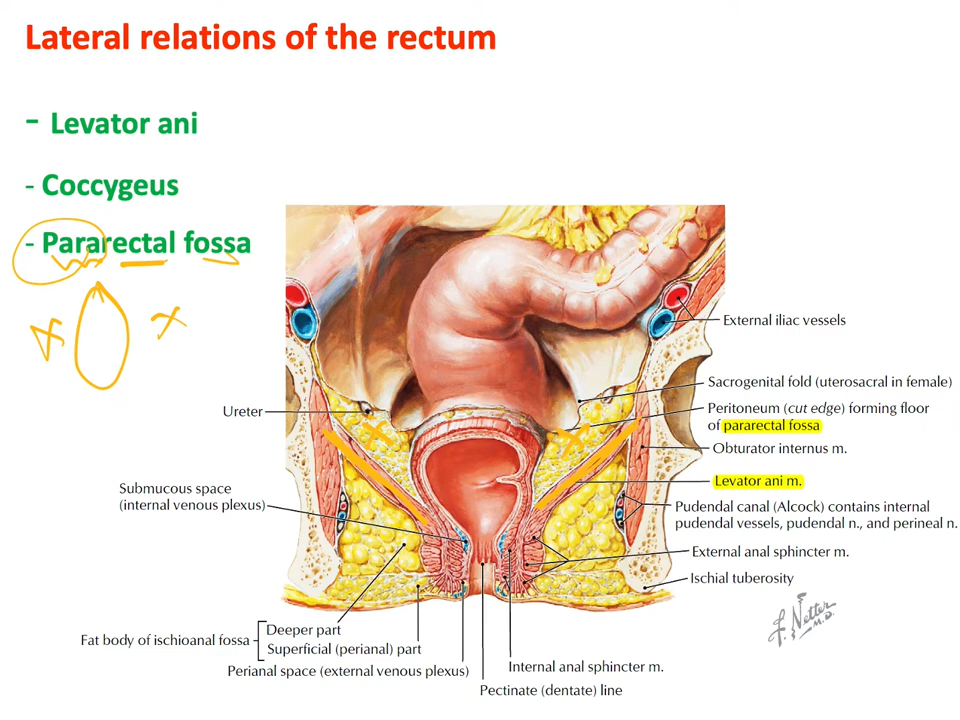 Lateral relations of the rectum
- Levator ani
- Coccygeus
- Pararectal fossa
External iliac vessels
Sacrogenital fold (uterosacral in female)
Ureter
Peritoneum (cut edge) forming floor
of pararectal fossa
Obturator internus m.
Levator ani m.
Submucous space
(internal venous plexus)
Pudendal canal (Alcock) contains internal
pudendal vessels, pudendal n., and perineal n.
External anal sphincter m.
Ischial tuberosity
Fat body of ischioanal fossa
Deeper part
Superficial (perianal) part
Perianal space (external venous plexus)
Internal anal sphincter m.
Pectinate (dentate) line
F. Netter
M.D.